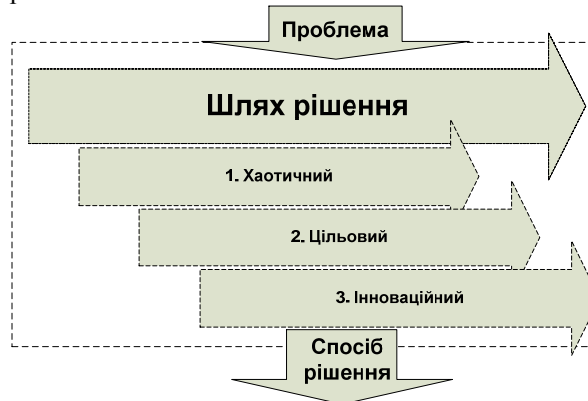 Проблема
Шлях рішення
1. Хаотичний
2. Цільовий
3. Інноваційний
Спосіб
рішення